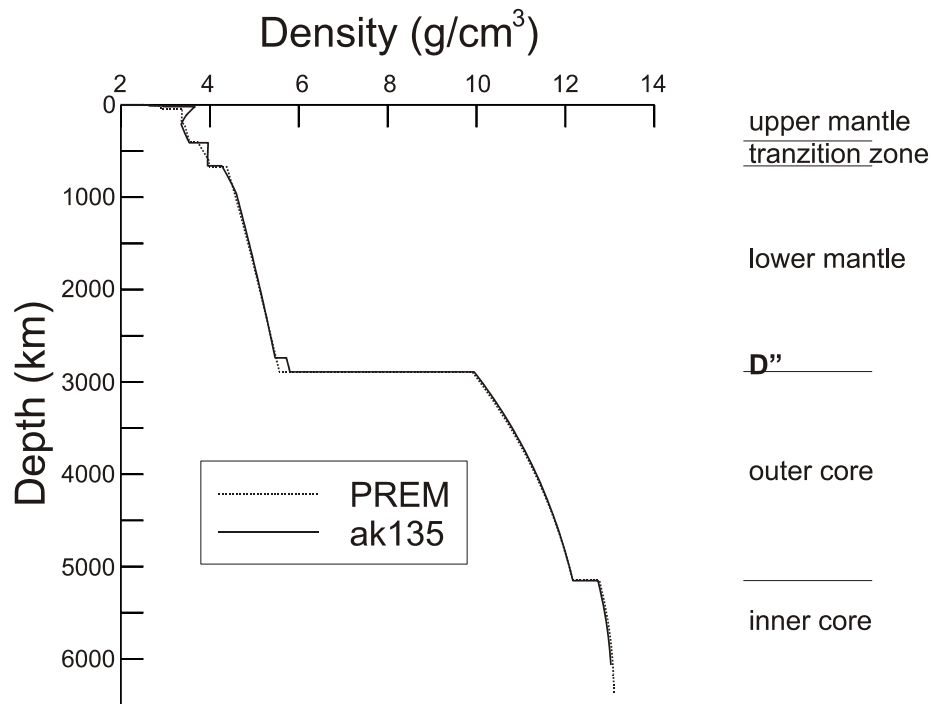 Density (g/cm³)
2 4 6 8 10 12 14
0
1000
2000
3000
4000
5000
6000
Depth (km)
PREM
ak135
upper mantle
tranzition zone
lower mantle
D”
outer core
inner core